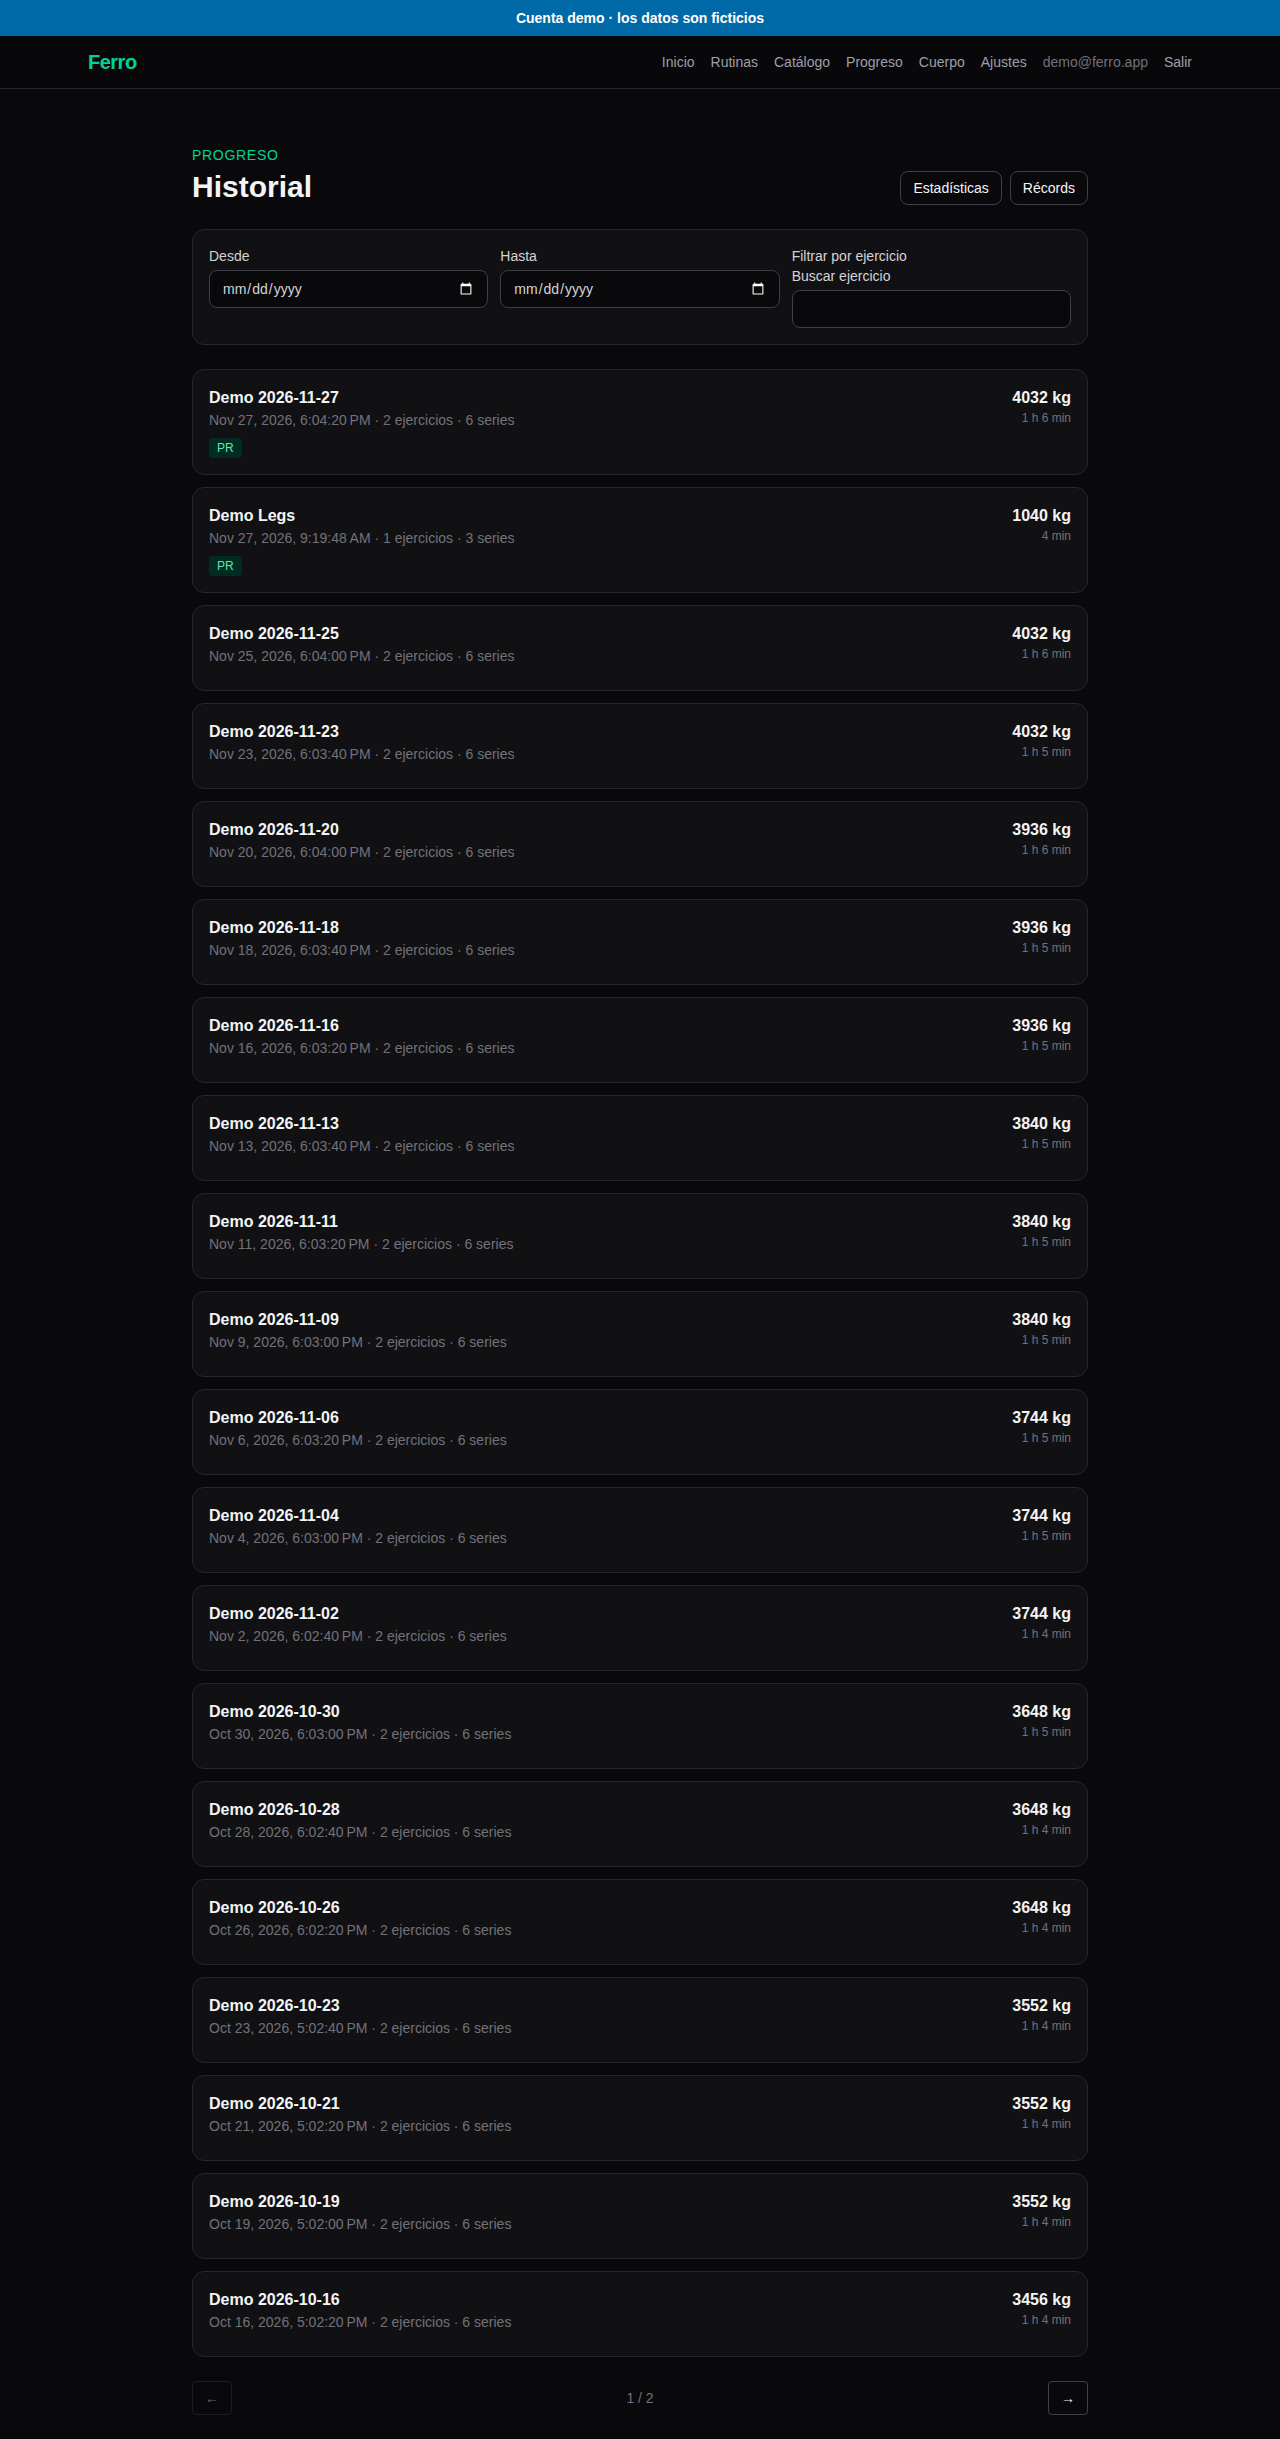 Cuenta demo · los datos son ficticios
Ferro
Inicio Rutinas Catálogo Progreso Cuerpo Ajustes demo@ferro.app Salir
PROGRESO
Historial
Estadísticas Récords
Desde Hasta Filtrar por ejercicio
Buscar ejercicio
mm/dd/yyyy mm/dd/yyyy
Demo 2026-11-27 4032 kg
Nov 27, 2026, 6:04:20 PM · 2 ejercicios · 6 series 1 h 6 min
PR
Demo Legs 1040 kg
Nov 27, 2026, 9:19:48 AM · 1 ejercicios · 3 series 4 min
PR
Demo 2026-11-25 4032 kg
Nov 25, 2026, 6:04:00 PM · 2 ejercicios · 6 series 1 h 6 min
Demo 2026-11-23 4032 kg
Nov 23, 2026, 6:03:40 PM · 2 ejercicios · 6 series 1 h 5 min
Demo 2026-11-20 3936 kg
Nov 20, 2026, 6:04:00 PM · 2 ejercicios · 6 series 1 h 6 min
Demo 2026-11-18 3936 kg
Nov 18, 2026, 6:03:40 PM · 2 ejercicios · 6 series 1 h 5 min
Demo 2026-11-16 3936 kg
Nov 16, 2026, 6:03:20 PM · 2 ejercicios · 6 series 1 h 5 min
Demo 2026-11-13 3840 kg
Nov 13, 2026, 6:03:40 PM · 2 ejercicios · 6 series 1 h 5 min
Demo 2026-11-11 3840 kg
Nov 11, 2026, 6:03:20 PM · 2 ejercicios · 6 series 1 h 5 min
Demo 2026-11-09 3840 kg
Nov 9, 2026, 6:03:00 PM · 2 ejercicios · 6 series 1 h 5 min
Demo 2026-11-06 3744 kg
Nov 6, 2026, 6:03:20 PM · 2 ejercicios · 6 series 1 h 5 min
Demo 2026-11-04 3744 kg
Nov 4, 2026, 6:03:00 PM · 2 ejercicios · 6 series 1 h 5 min
Demo 2026-11-02 3744 kg
Nov 2, 2026, 6:02:40 PM · 2 ejercicios · 6 series 1 h 4 min
Demo 2026-10-30 3648 kg
Oct 30, 2026, 6:03:00 PM · 2 ejercicios · 6 series 1 h 5 min
Demo 2026-10-28 3648 kg
Oct 28, 2026, 6:02:40 PM · 2 ejercicios · 6 series 1 h 4 min
Demo 2026-10-26 3648 kg
Oct 26, 2026, 6:02:20 PM · 2 ejercicios · 6 series 1 h 4 min
Demo 2026-10-23 3552 kg
Oct 23, 2026, 5:02:40 PM · 2 ejercicios · 6 series 1 h 4 min
Demo 2026-10-21 3552 kg
Oct 21, 2026, 5:02:20 PM · 2 ejercicios · 6 series 1 h 4 min
Demo 2026-10-19 3552 kg
Oct 19, 2026, 5:02:00 PM · 2 ejercicios · 6 series 1 h 4 min
Demo 2026-10-16 3456 kg
Oct 16, 2026, 5:02:20 PM · 2 ejercicios · 6 series 1 h 4 min
← 1 / 2 →